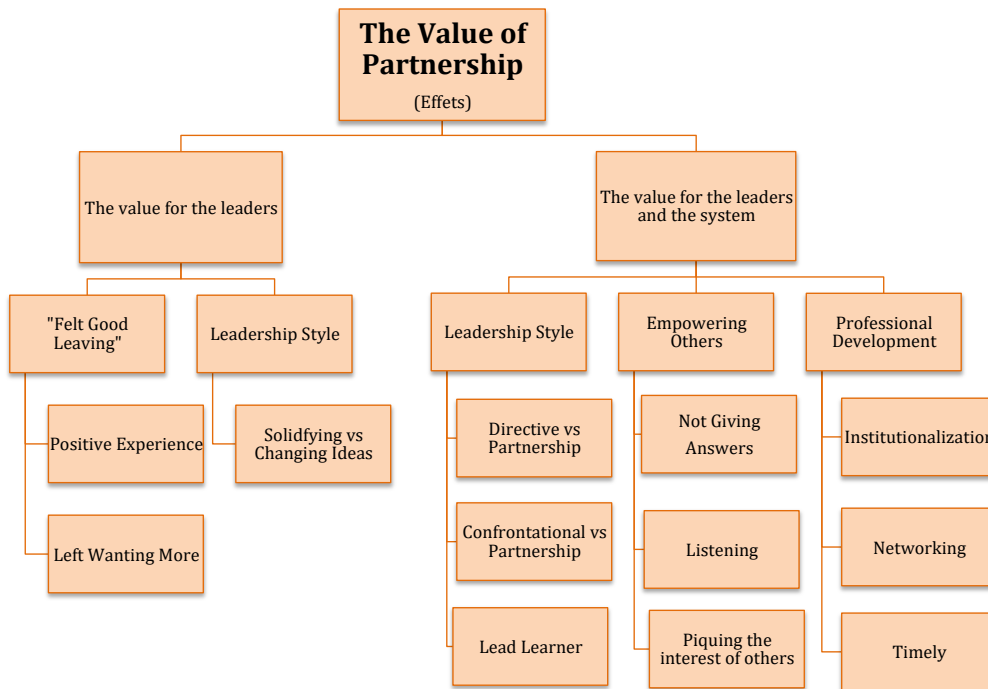 The Value of
Partnership
(Effets)
The value for the leaders
The value for the leaders
and the system
"Felt Good
Leaving"
Leadership Style
Leadership Style
Empowering
Others
Professional
Development
Positive Experience
Solidfying vs
Changing Ideas
Directive vs
Partnership
Not Giving
Answers
Institutionalization
Left Wanting More
Confrontational vs
Partnership
Listening
Networking
Lead Learner
Piquing the
interest of others
Timely